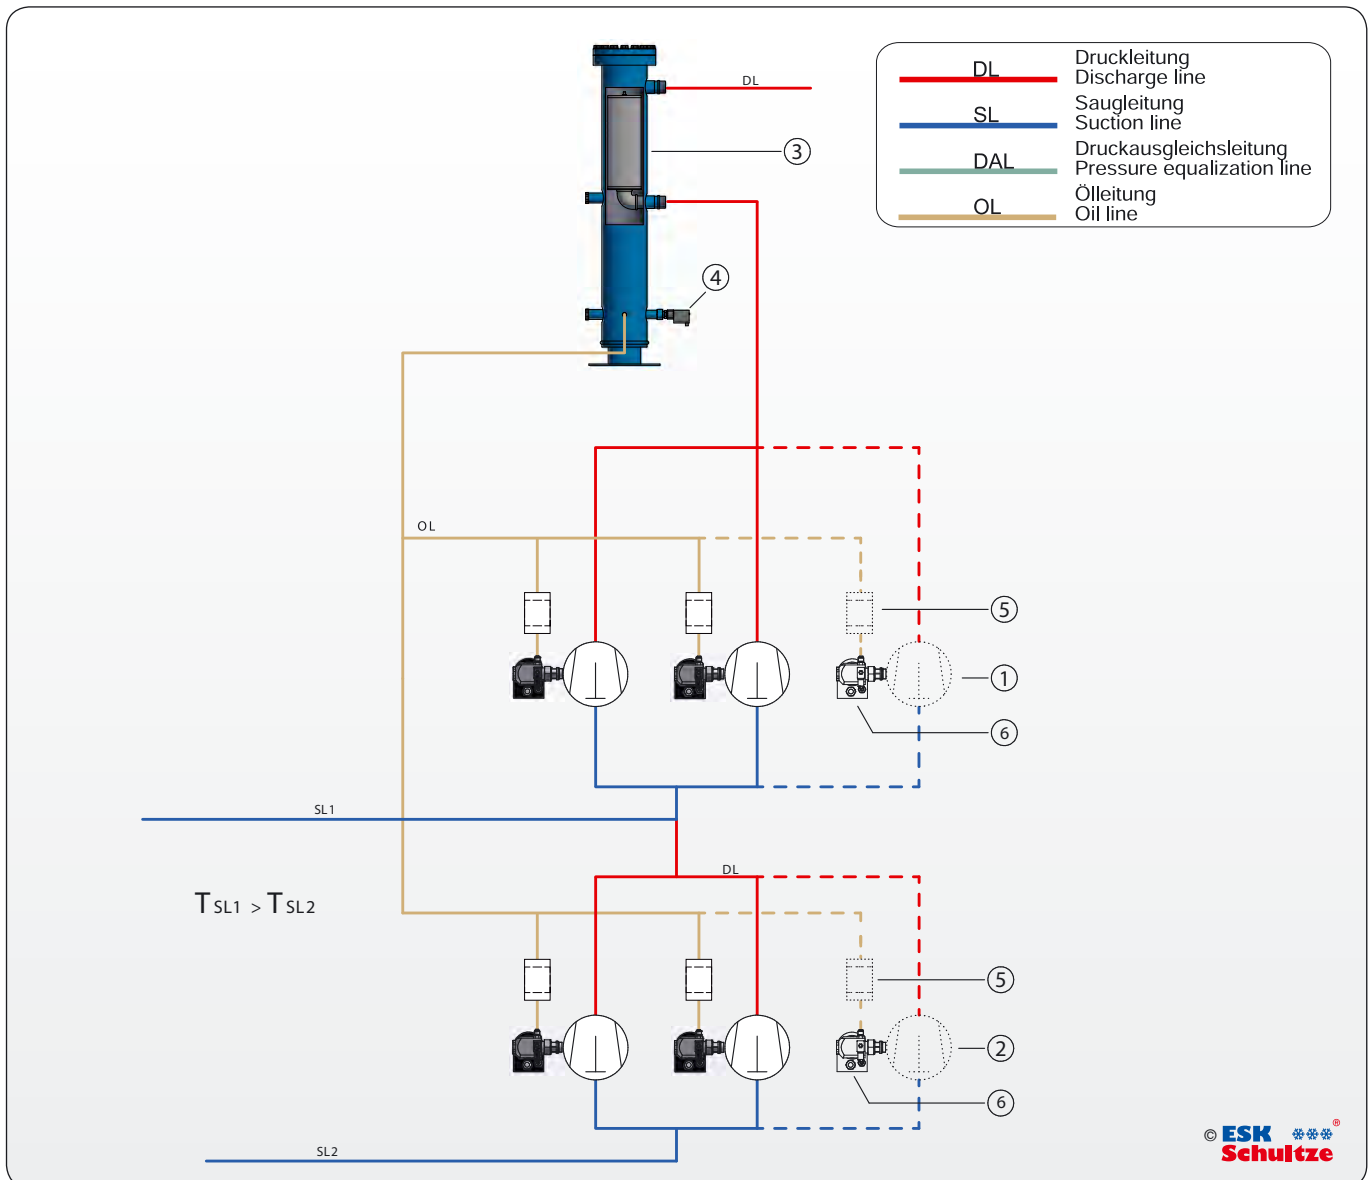 DL
Druckleitung
Discharge line
SL
Saugleitung
Suction line
DAL
Druckausgleichsleitung
Pressure equalization line
OL
Ölleitung
Oil line
DL
3
4
OL
5
1
6
SL1
DL
TSL1 > TSL2
5
2
6
SL2
© ESK ®
Schultze